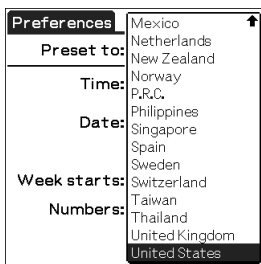 Preferences
Preset to:
Time:
Date:
Week starts:
Numbers:
Mexico
Netherlands
New Zealand
Norway
P.R.C.
Philippines
Singapore
Spain
Sweden
Switzerland
Taiwan
Thailand
United Kingdom
United States